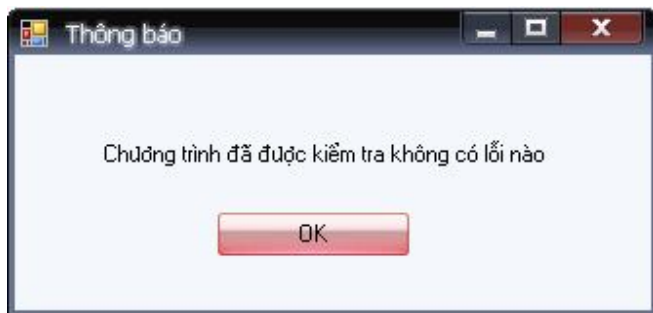 Thông báo
Chương trình đã được kiểm tra không có lỗi nào
OK